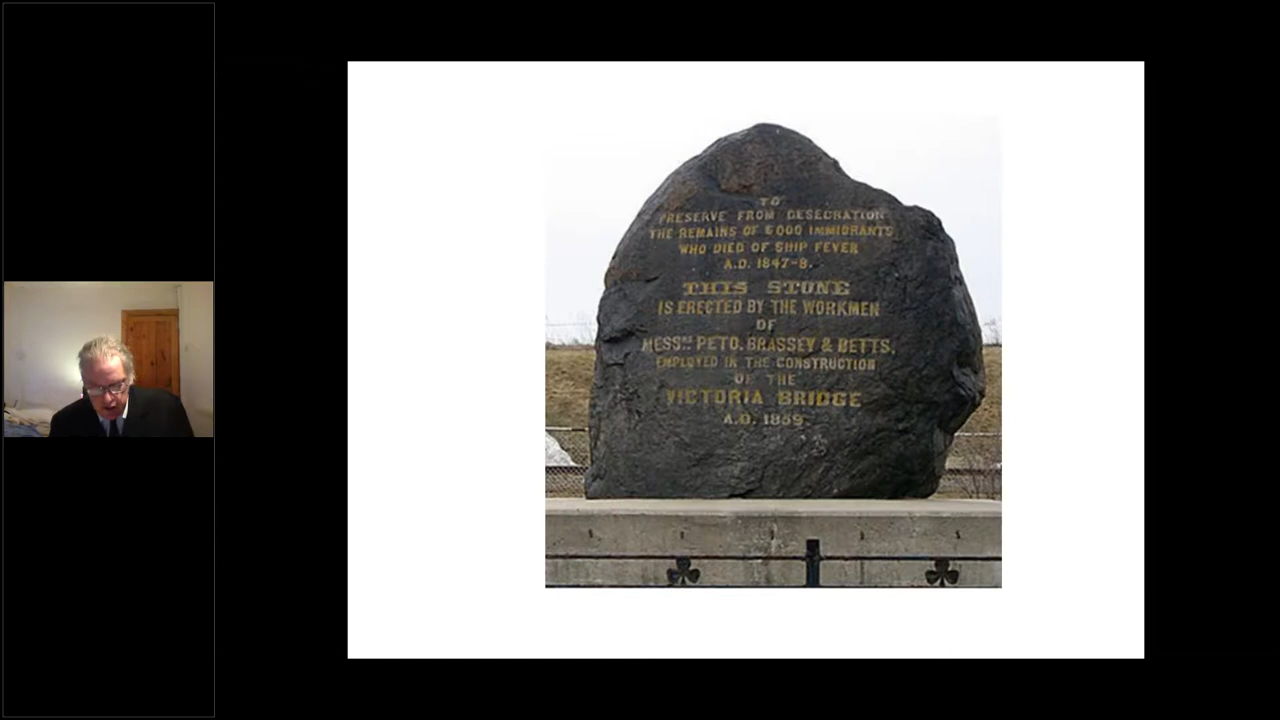 TO
PRESERVE FROM DESECRATION
THE REMAINS OF 6000 IMMIGRANTS
WHO DIED OF SHIP FEVER
A.D. 1847-8.
THIS STONE
IS ERECTED BY THE WORKMEN
OF
MESSRS PETO, BRASSEY & BETTS,
EMPLOYED IN THE CONSTRUCTION
OF THE
VICTORIA BRIDGE
A.D. 1859.